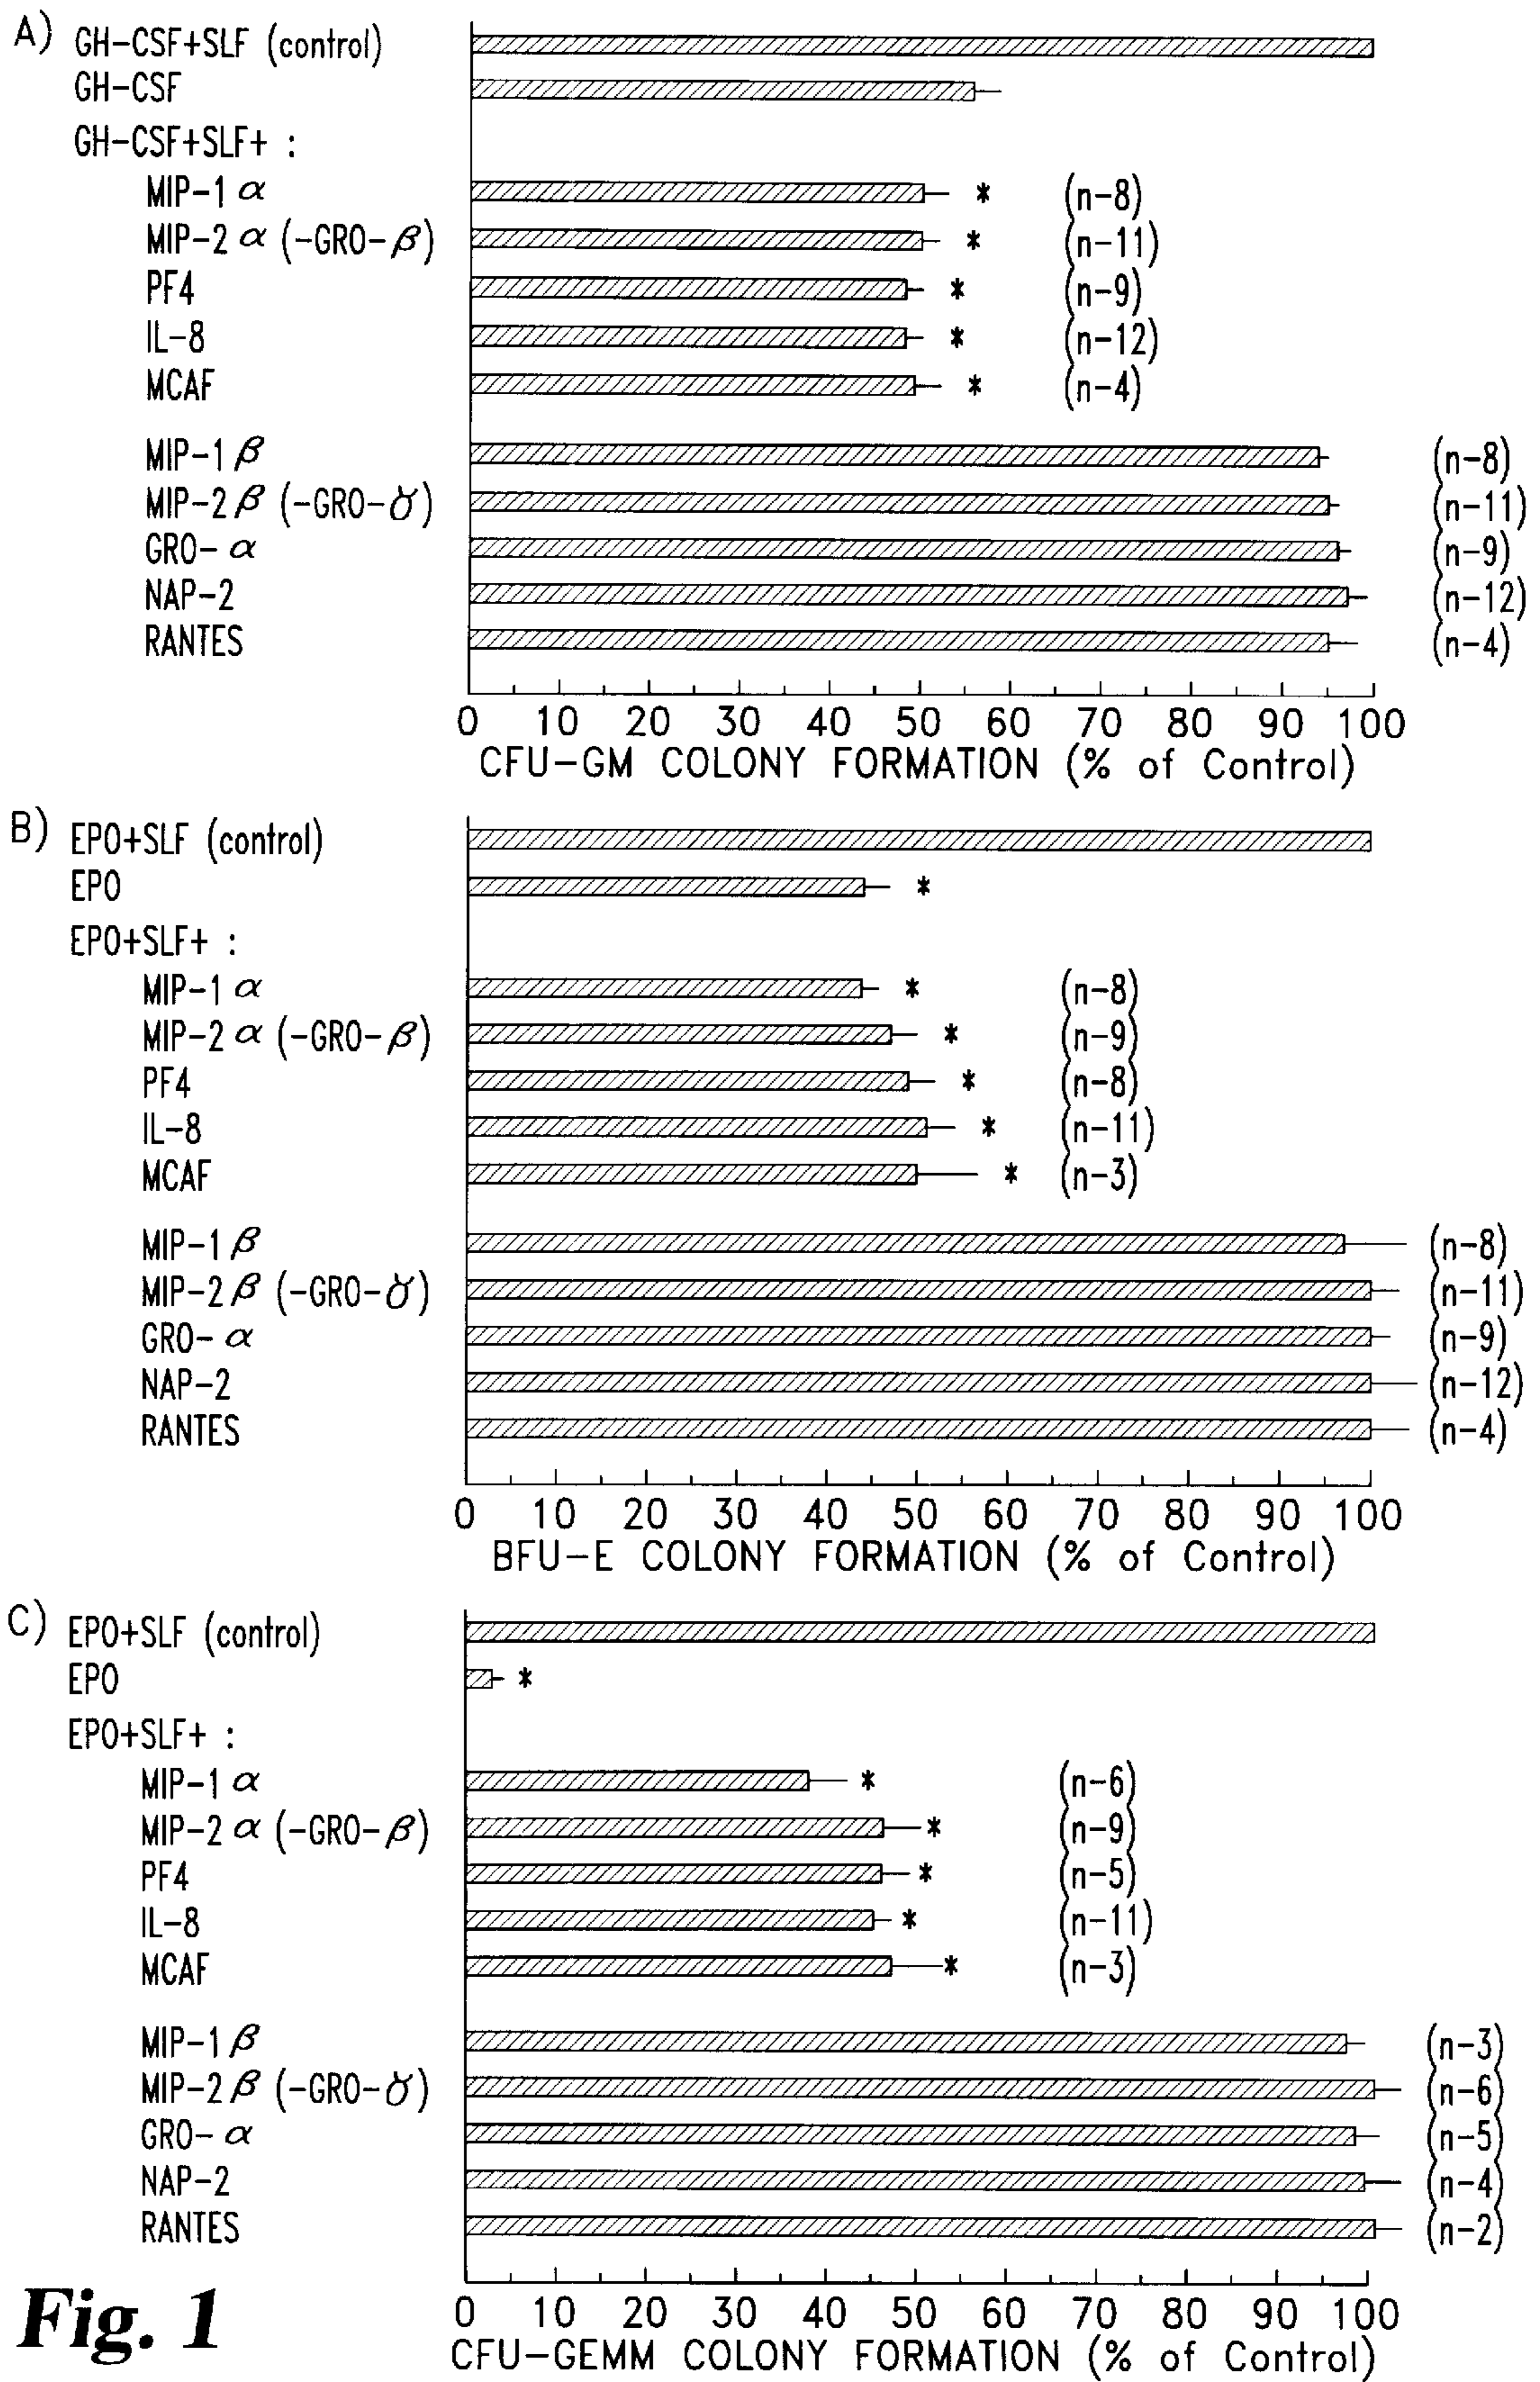 A) GH-CSF+SLF (control)
GH-CSF
GH-CSF+SLF+ :
MIP-1 α * (n-8)
MIP-2 α (-GRO-β) * (n-11)
PF4 * (n-9)
IL-8 * (n-12)
MCAF * (n-4)
MIP-1 β (n-8)
MIP-2 β (-GRO-ɣ) (n-11)
GRO- α (n-9)
NAP-2 (n-12)
RANTES (n-4)
0 10 20 30 40 50 60 70 80 90 100
CFU-GM COLONY FORMATION (% of Control)
B) EPO+SLF (control)
EPO *
EPO+SLF+ :
MIP-1 α * (n-8)
MIP-2 α (-GRO-β) * (n-9)
PF4 * (n-8)
IL-8 * (n-11)
MCAF * (n-3)
MIP-1 β (n-8)
MIP-2 β (-GRO-ɣ) (n-11)
GRO- α (n-9)
NAP-2 (n-12)
RANTES (n-4)
0 10 20 30 40 50 60 70 80 90 100
BFU-E COLONY FORMATION (% of Control)
C) EPO+SLF (control)
EPO *
EPO+SLF+ :
MIP-1 α * (n-6)
MIP-2 α (-GRO-β) * (n-9)
PF4 * (n-5)
IL-8 * (n-11)
MCAF * (n-3)
MIP-1 β (n-3)
MIP-2 β (-GRO-ɣ) (n-6)
GRO- α (n-5)
NAP-2 (n-4)
RANTES (n-2)
0 10 20 30 40 50 60 70 80 90 100
CFU-GEMM COLONY FORMATION (% of Control)
Fig. 1